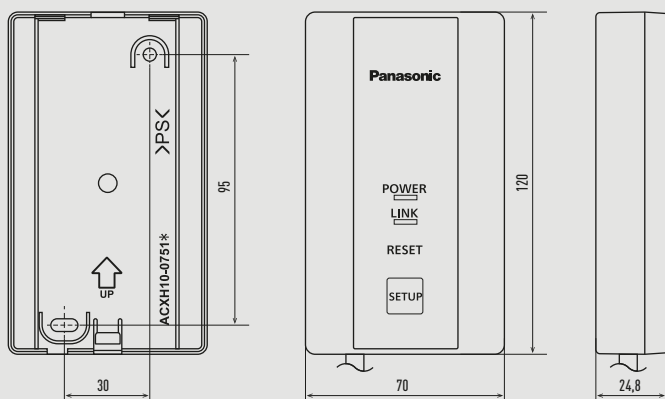 >PS<
95
ACXH10-0751*
UP
30
Panasonic
POWER
LINK
RESET
SETUP
120
70
24,8